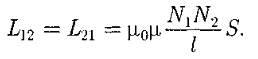 L₁₂ = L₂₁ = μ₀μ N₁N₂/l S.